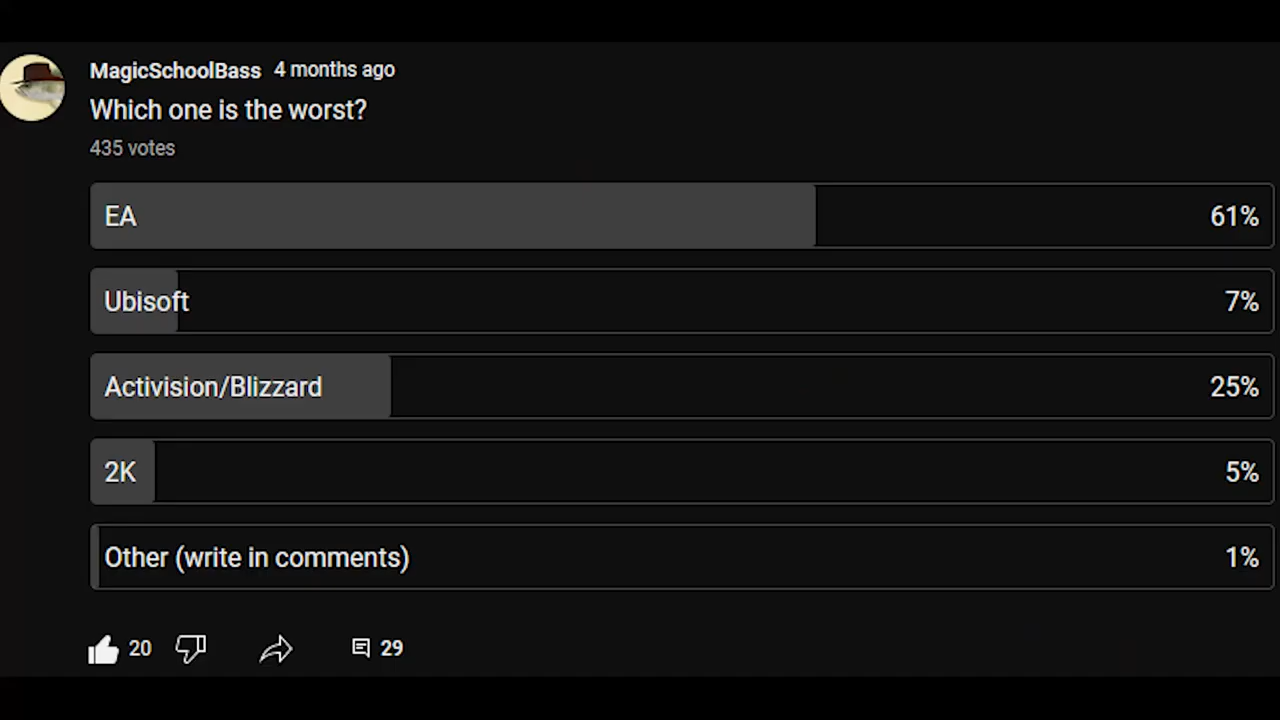 MagicSchoolBass 4 months ago
Which one is the worst?
435 votes
EA 61%
Ubisoft 7%
Activision/Blizzard 25%
2K 5%
Other (write in comments) 1%
20 29